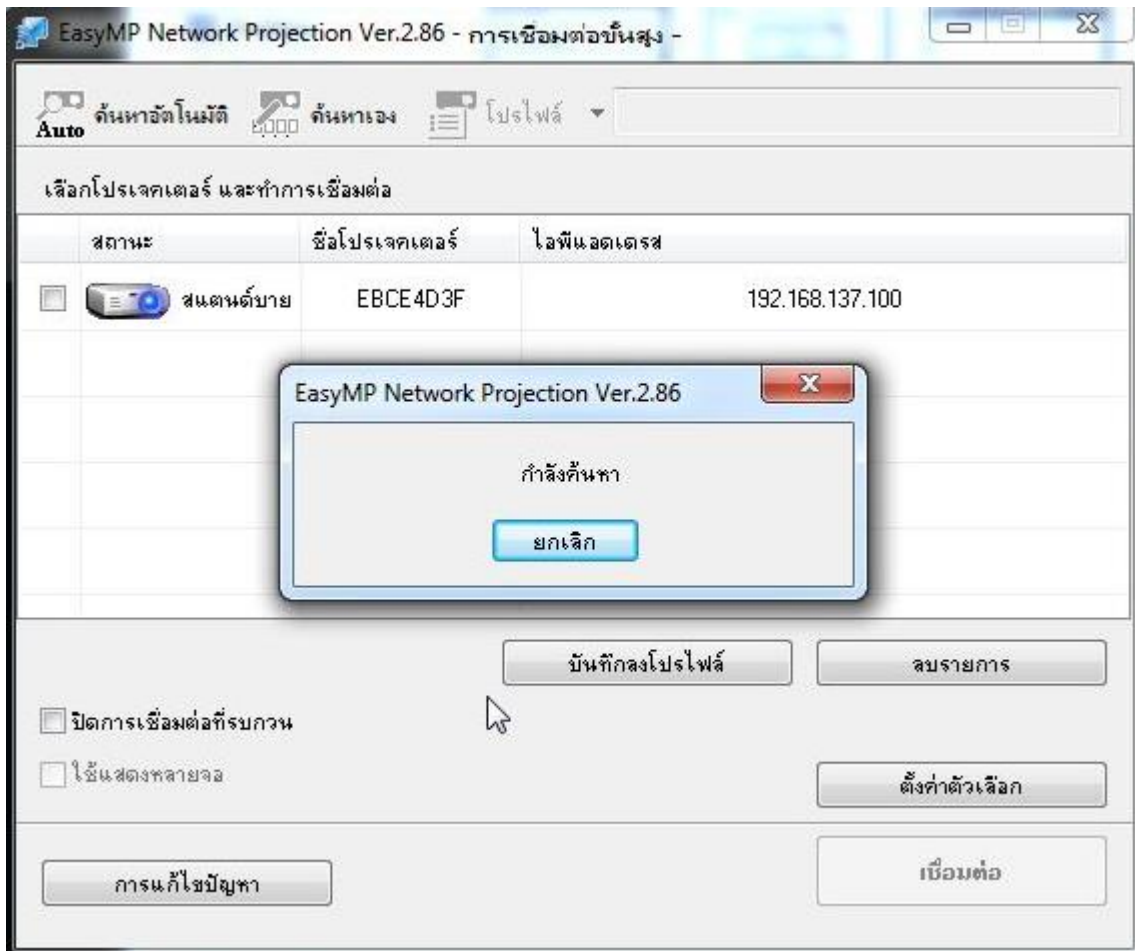 EasyMP Network Projection Ver.2.86 - การเชื่อมต่อขั้นสูง -
Auto ค้นหาอัตโนมัติ ค้นหาเอง โปรไฟล์
เลือกโปรเจคเตอร์ และทำการเชื่อมต่อ
สถานะ ชื่อโปรเจคเตอร์ ไอพีแอดเดรส
สแตนด์บาย EBCE4D3F 192.168.137.100
EasyMP Network Projection Ver.2.86
กำลังค้นหา
ยกเลิก
บันทึกลงโปรไฟล์ ลบรายการ
ปิดการเชื่อมต่อที่รบกวน
ใช้แสดงหลายจอ
ตั้งค่าตัวเลือก
การแก้ไขปัญหา เชื่อมต่อ